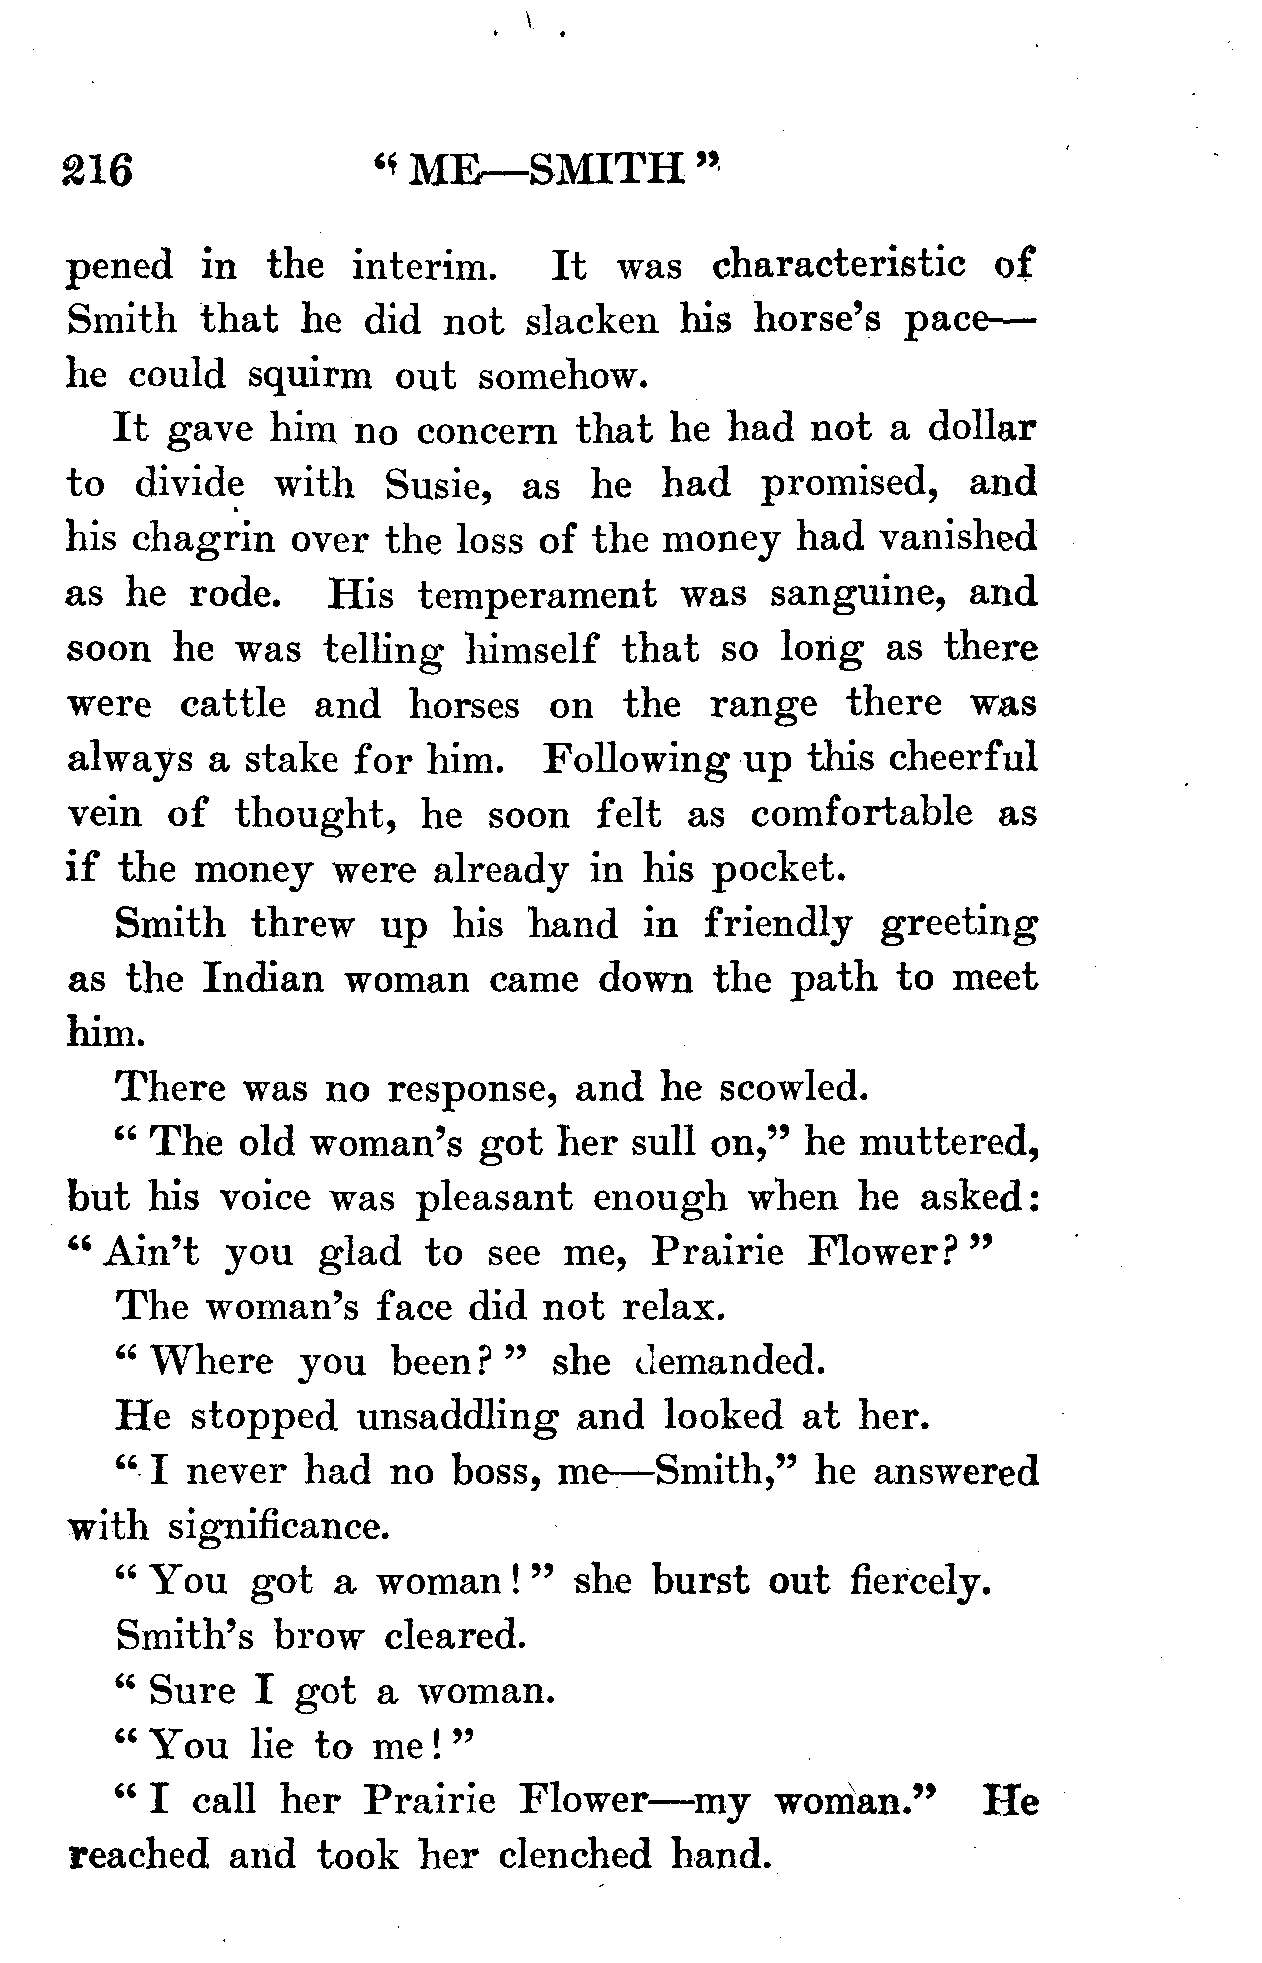 216 " ME—SMITH "
pened in the interim. It was characteristic of
Smith that he did not slacken his horse's pace—
he could squirm out somehow.
It gave him no concern that he had not a dollar
to divide with Susie, as he had promised, and
his chagrin over the loss of the money had vanished
as he rode. His temperament was sanguine, and
soon he was telling himself that so long as there
were cattle and horses on the range there was
always a stake for him. Following up this cheerful
vein of thought, he soon felt as comfortable as
if the money were already in his pocket.
Smith threw up his hand in friendly greeting
as the Indian woman came down the path to meet
him.
There was no response, and he scowled.
" The old woman's got her sull on," he muttered,
but his voice was pleasant enough when he asked:
" Ain't you glad to see me, Prairie Flower? "
The woman's face did not relax.
" Where you been? " she demanded.
He stopped unsaddling and looked at her.
" I never had no boss, me—Smith," he answered
with significance.
" You got a woman! " she burst out fiercely.
Smith's brow cleared.
" Sure I got a woman.
" You lie to me! "
" I call her Prairie Flower—my woman." He
reached and took her clenched hand.